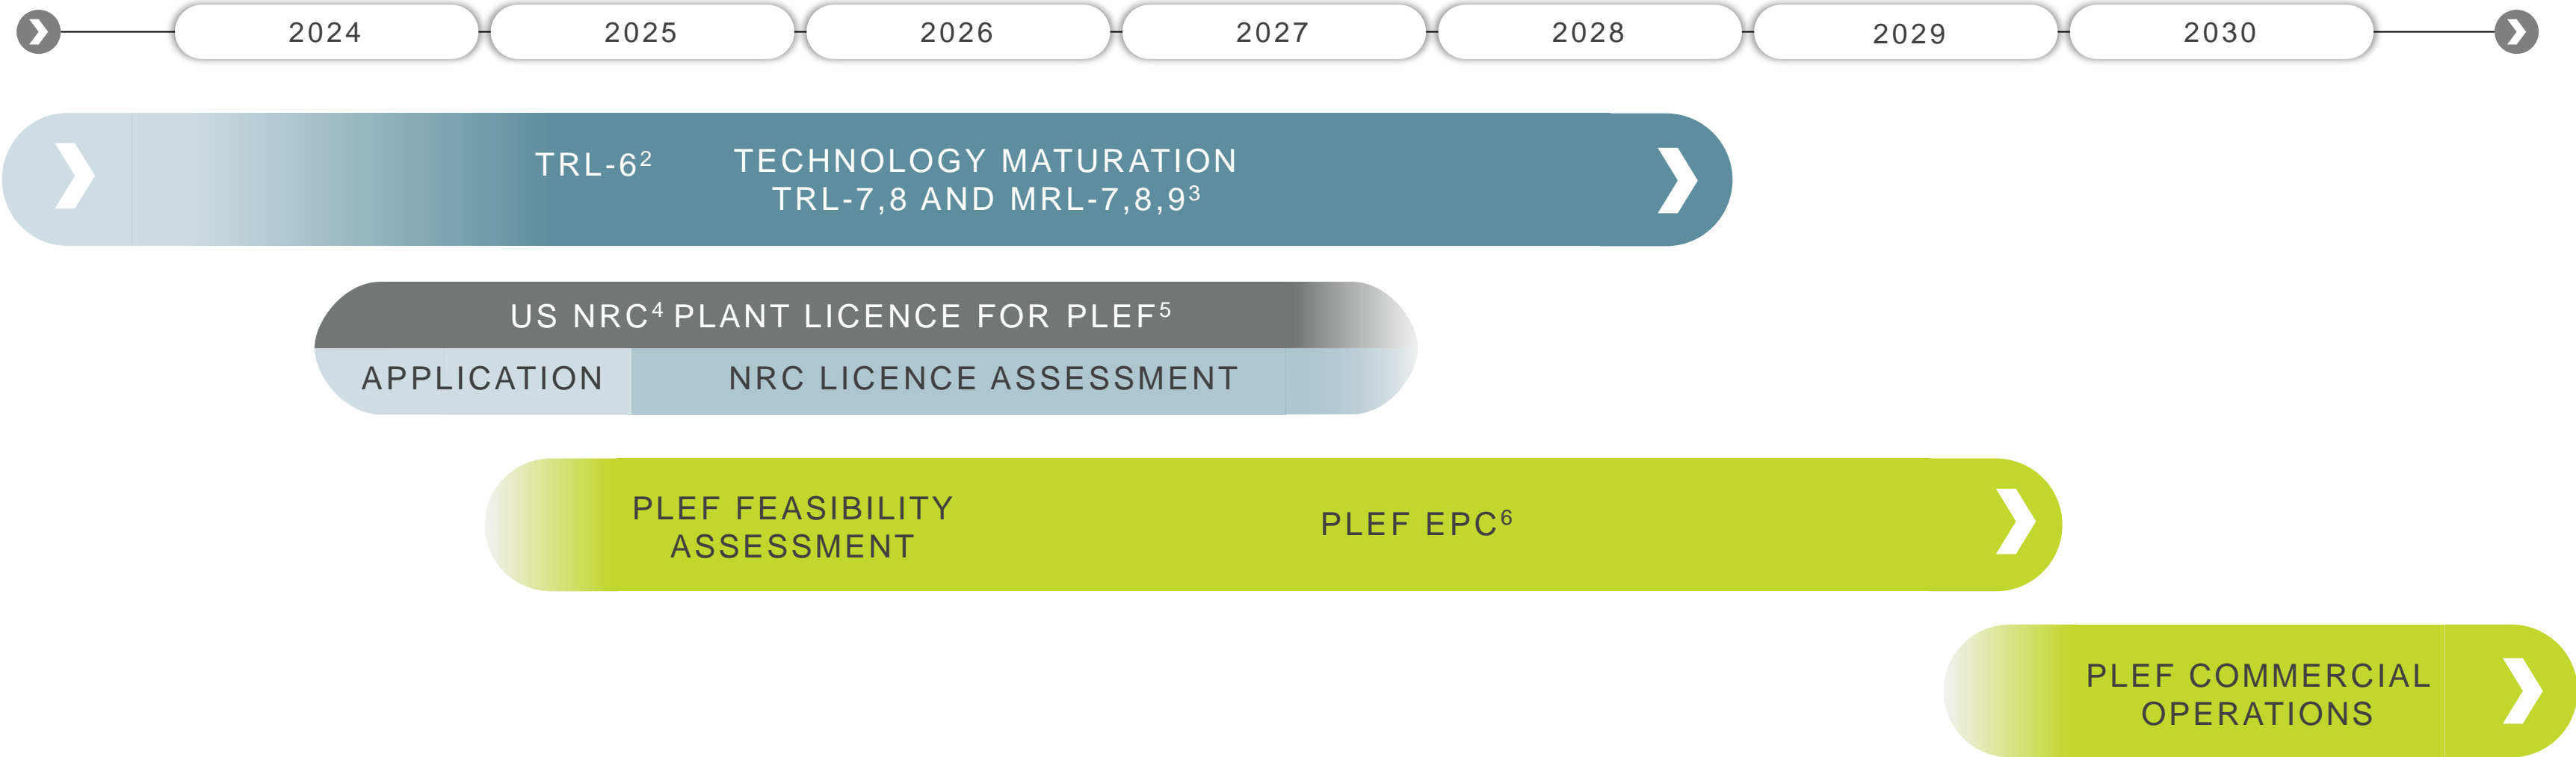 2024 2025 2026 2027 2028 2029 2030
TRL-6²
TECHNOLOGY MATURATION
TRL-7,8 AND MRL-7,8,9³
US NRC⁴ PLANT LICENCE FOR PLEF⁵
APPLICATION
NRC LICENCE ASSESSMENT
PLEF FEASIBILITY
ASSESSMENT
PLEF EPC⁶
PLEF COMMERCIAL
OPERATIONS